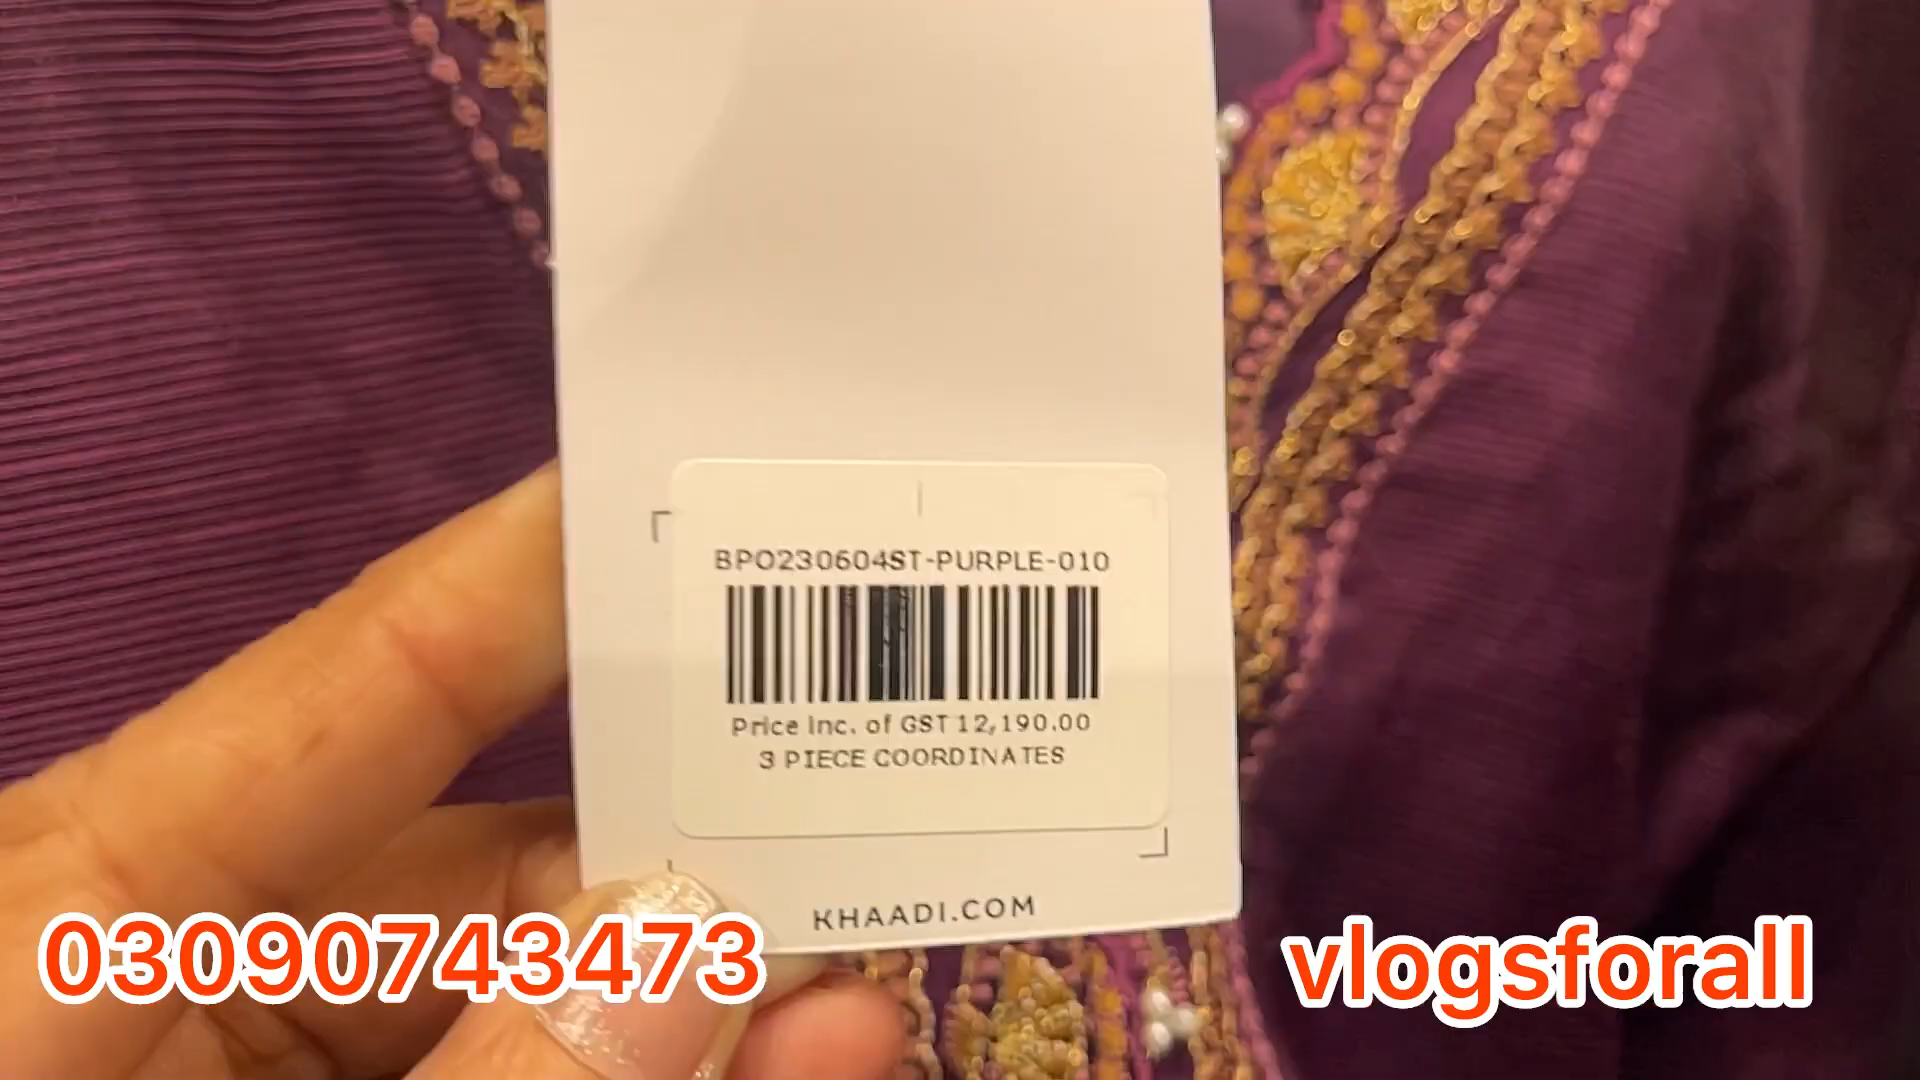 BPO230604ST-PURPLE-010
Price Inc. of GST 12,190.00
3 PIECE COORDINATES
KHAADI.COM
03090743473
vlogsforall